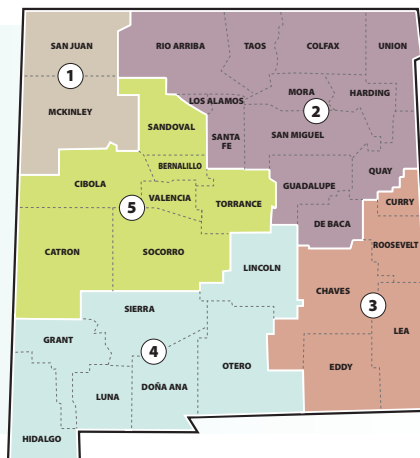 SAN JUAN
RIO ARRIBA
TAOS
COLFAX
UNION
1
MCKINLEY
LOS ALAMOS
MORA
HARDING
2
SANDOVAL
SANTA
FE
SAN MIGUEL
BERNALILLO
CIBOLA
QUAY
VALENCIA
GUADALUPE
5
TORRANCE
CURRY
DE BACA
ROOSEVELT
CATRON
SOCORRO
LINCOLN
CHAVES
3
SIERRA
LEA
GRANT
4
OTERO
EDDY
DOÑA ANA
LUNA
HIDALGO